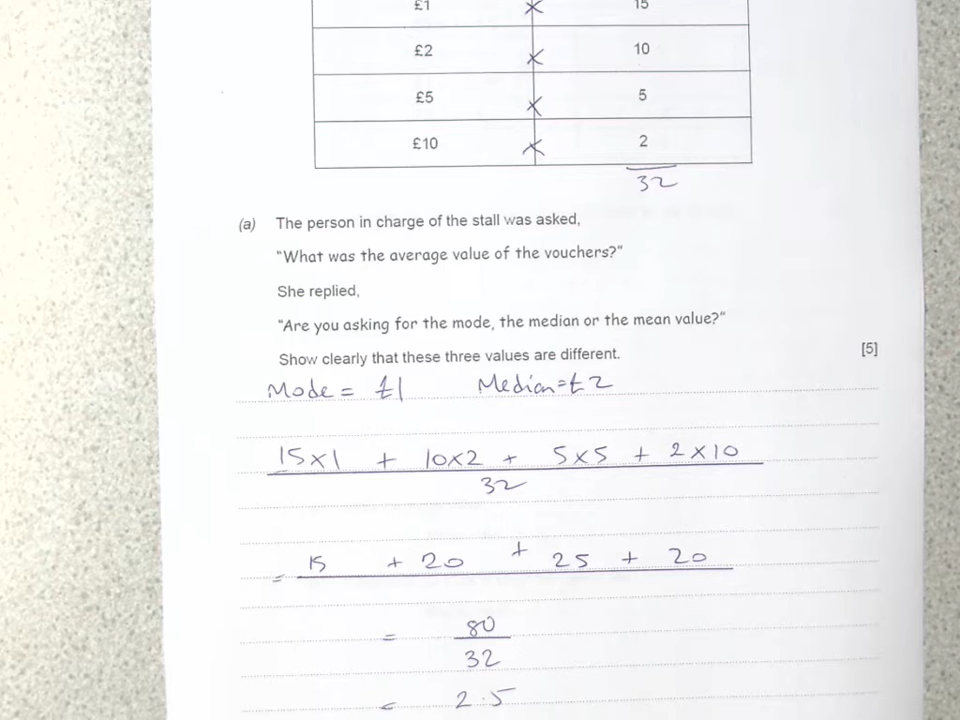 £1 × 15
£2 × 10
£5 × 5
£10 × 2
32
(a) The person in charge of the stall was asked,
"What was the average value of the vouchers?"
She replied,
"Are you asking for the mode, the median or the mean value?"
Show clearly that these three values are different. [5]
Mode = £1 Median = £2
15×1 + 10×2 + 5×5 + 2×10
32
= 15 + 20 + 25 + 20
= 80
32
= 2.5